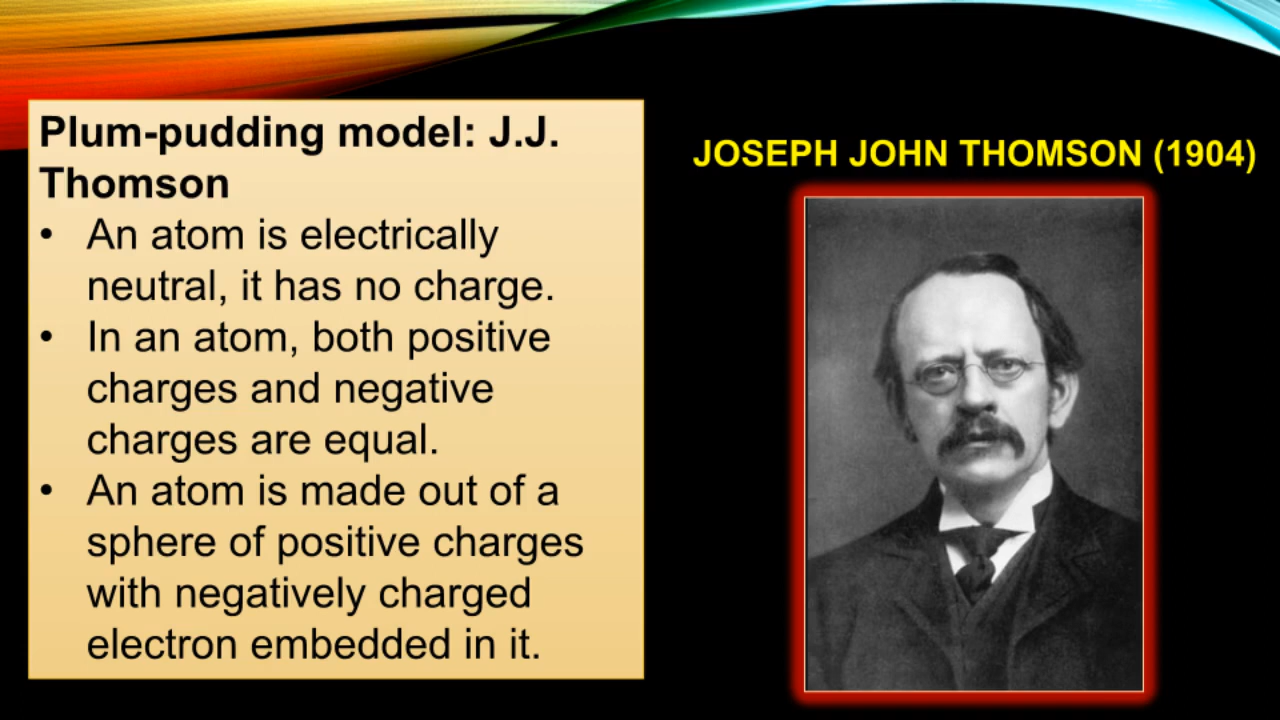 Plum-pudding model: J.J.
Thomson
• An atom is electrically
neutral, it has no charge.
• In an atom, both positive
charges and negative
charges are equal.
• An atom is made out of a
sphere of positive charges
with negatively charged
electron embedded in it.
JOSEPH JOHN THOMSON (1904)